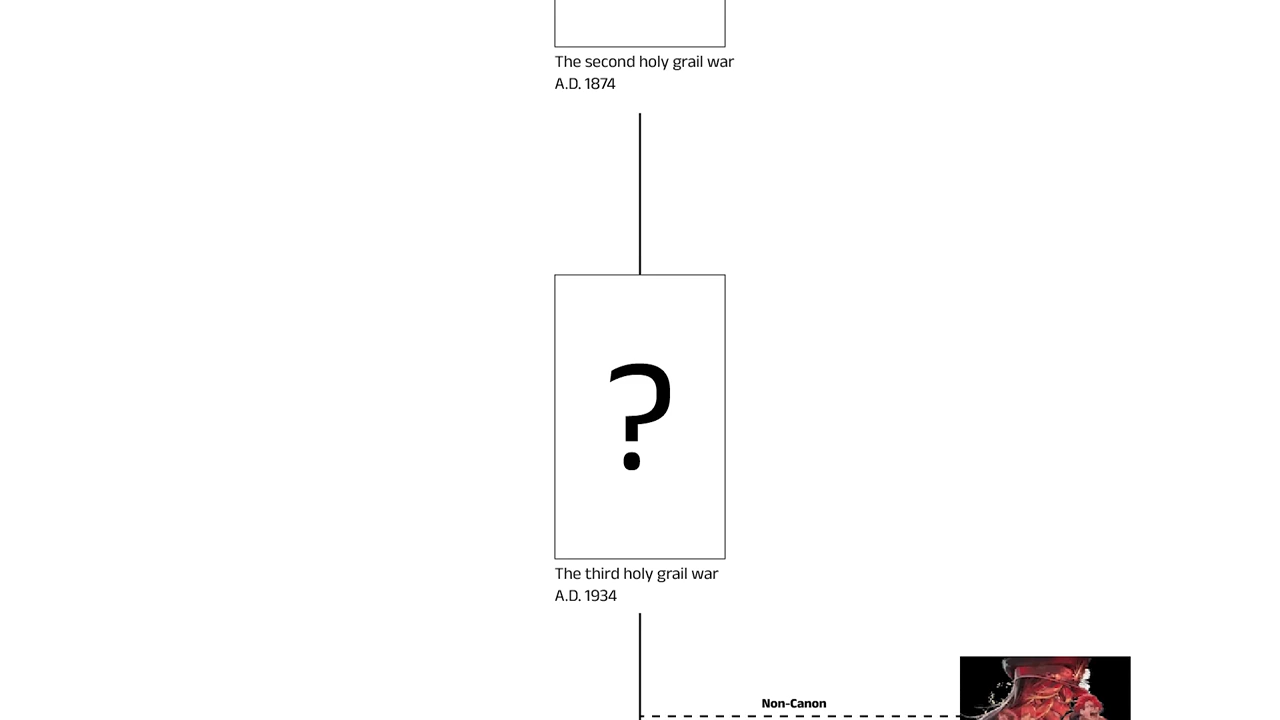 The second holy grail war
A.D. 1874
?
The third holy grail war
A.D. 1934
Non-Canon